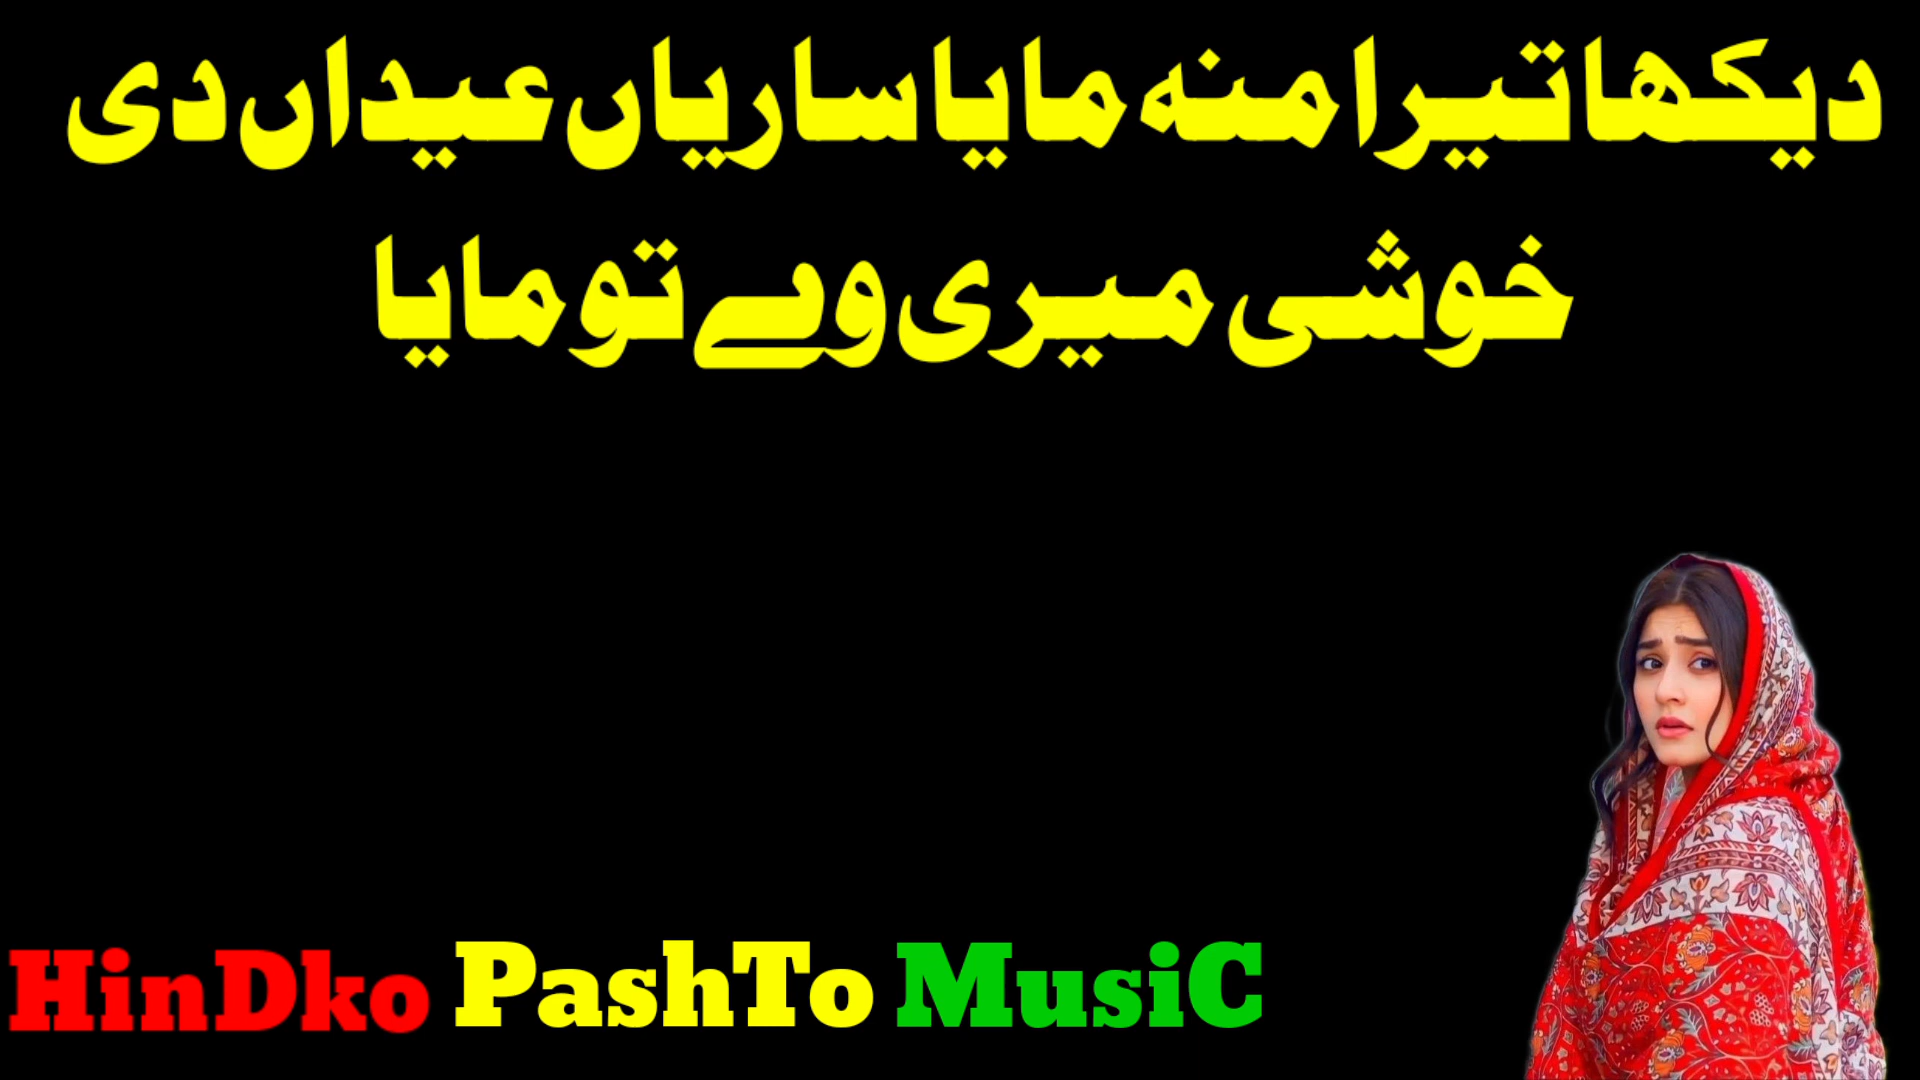 دیکھا تیرا منہ مایا ساریاں عیداں دی
خوشی میری وے تو مایا
HinDko PashTo MusiC